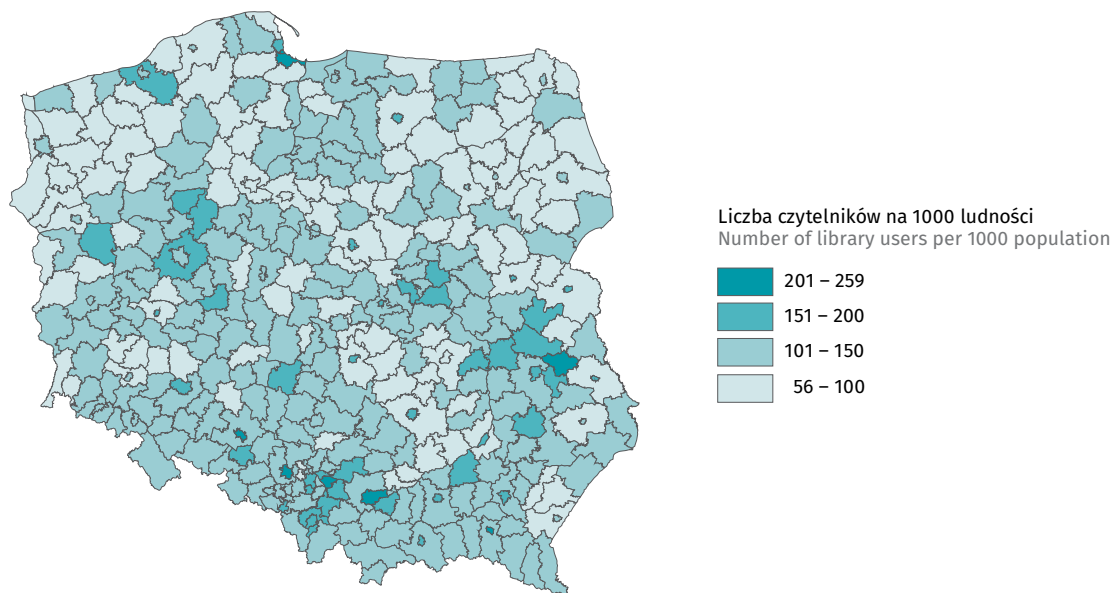 Liczba czytelników na 1000 ludności
Number of library users per 1000 population
201 – 259
151 – 200
101 – 150
56 – 100